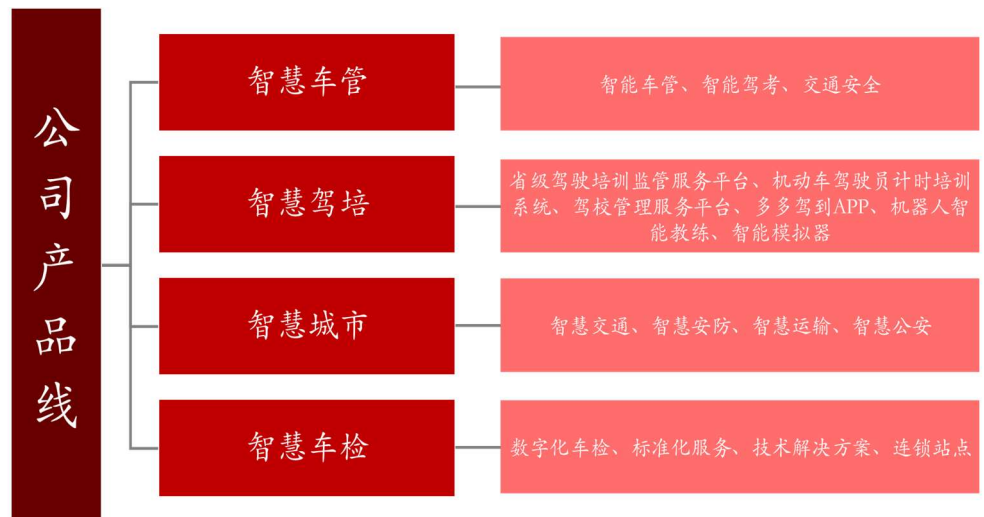 公司产品线
智慧车管
智能车管、智能驾考、交通安全
智慧驾培
省级驾驶培训监管服务平台、机动车驾驶员计时培训
系统、驾校管理服务平台、多多驾到APP、机器人智
能教练、智能模拟器
智慧城市
智慧交通、智慧安防、智慧运输、智慧公安
智慧车检
数字化车检、标准化服务、技术解决方案、连锁站点